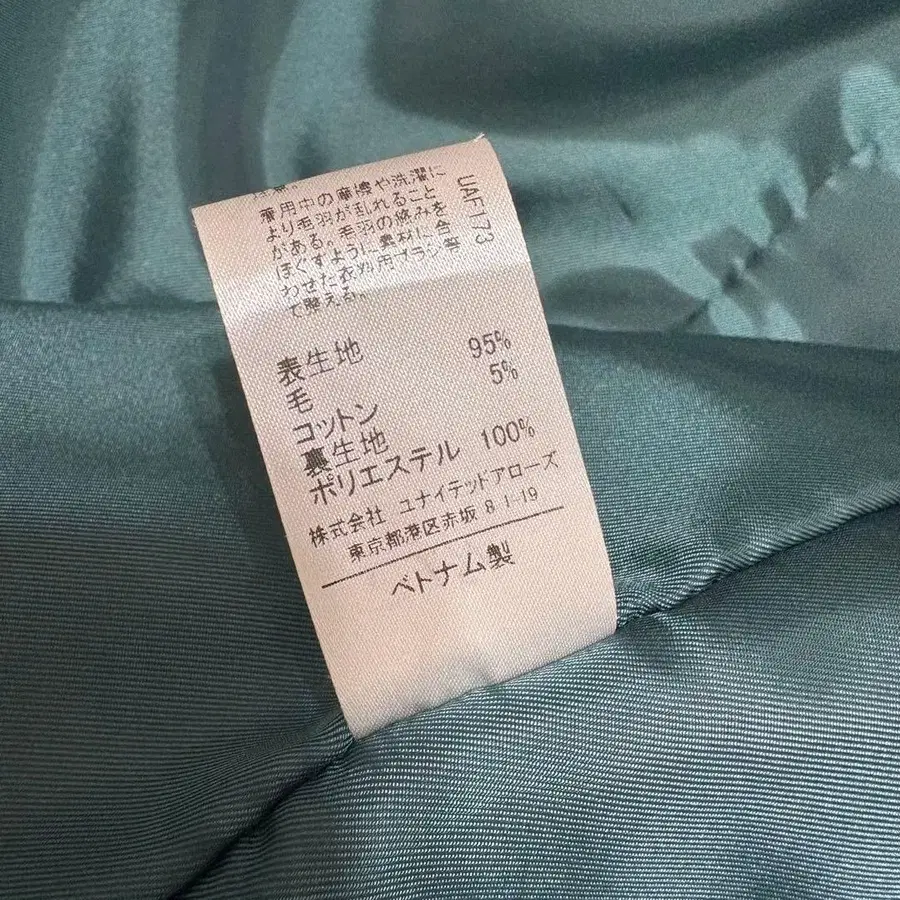 着用中の摩擦や洗濯に
より毛羽が乱れること
がある。毛羽の絡みを
ほぐすように素材に合
わせた衣料用ブラシ等
で整える。
UAF173
表生地
毛 95%
コットン 5%
裏生地
ポリエステル 100%
株式会社 ユナイテッドアローズ
東京都港区赤坂 8 1-19
ベトナム製